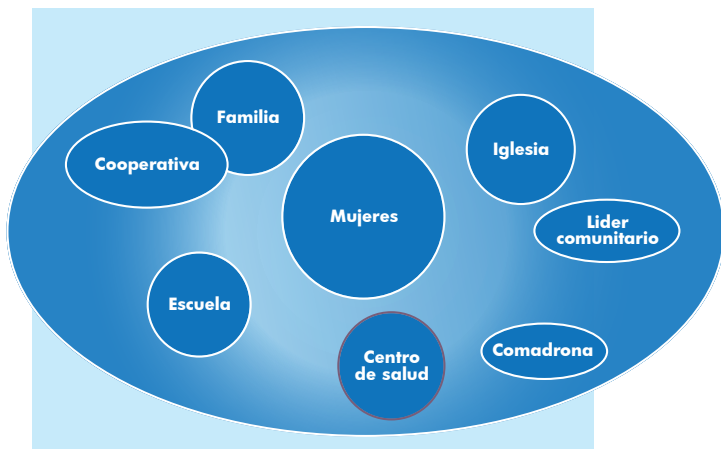 Familia
Cooperativa
Iglesia
Mujeres
Lider
comunitario
Escuela
Centro
de salud
Comadrona